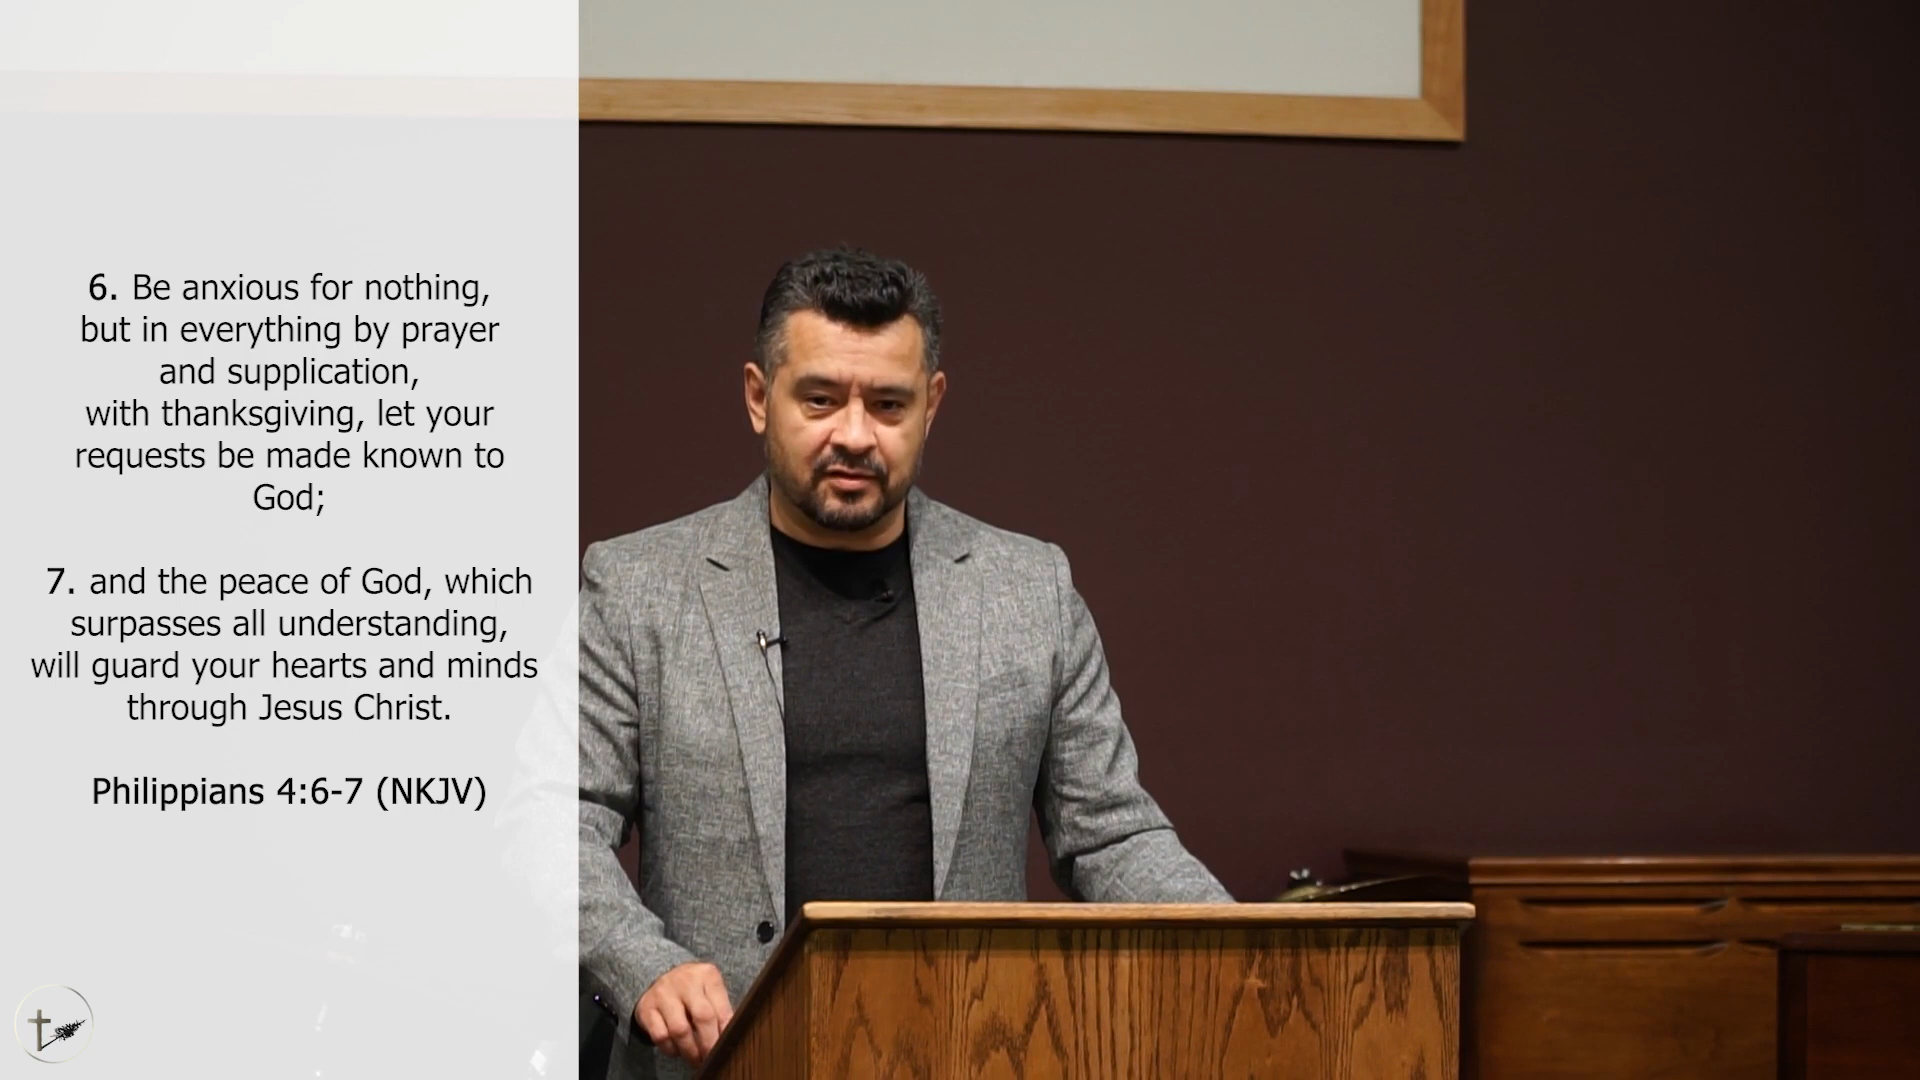 6. Be anxious for nothing,
but in everything by prayer
and supplication,
with thanksgiving, let your
requests be made known to
God;
7. and the peace of God, which
surpasses all understanding,
will guard your hearts and minds
through Jesus Christ.
Philippians 4:6-7 (NKJV)